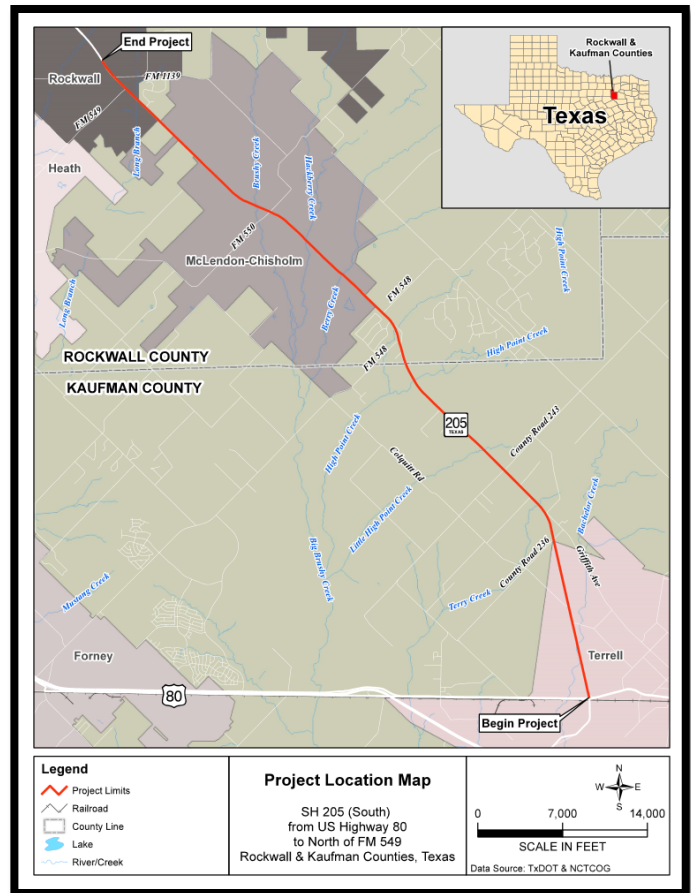 End Project
Rockwall
FM 1139
FM 549
Heath
Long Branch
Brushy Creek
Hackberry Creek
FM 550
McLendon-Chisholm
Long Branch
Berry Creek
FM 548
FM 548
High Point Creek
High Point Creek
ROCKWALL COUNTY
KAUFMAN COUNTY
205
TEXAS
County Road 243
High Point Creek
Colquitt Rd
Little High Point Creek
Bachelor Creek
Big Brushy Creek
County Road 236
Griffith Ave
Terry Creek
Mustang Creek
Forney
Terrell
80
Begin Project
Rockwall &
Kaufman Counties
Texas
Legend
Project Limits
Railroad
County Line
Lake
River/Creek
Project Location Map
SH 205 (South)
from US Highway 80
to North of FM 549
Rockwall & Kaufman Counties, Texas
N
W E
S
0 7,000 14,000
SCALE IN FEET
Data Source: TxDOT & NCTCOG